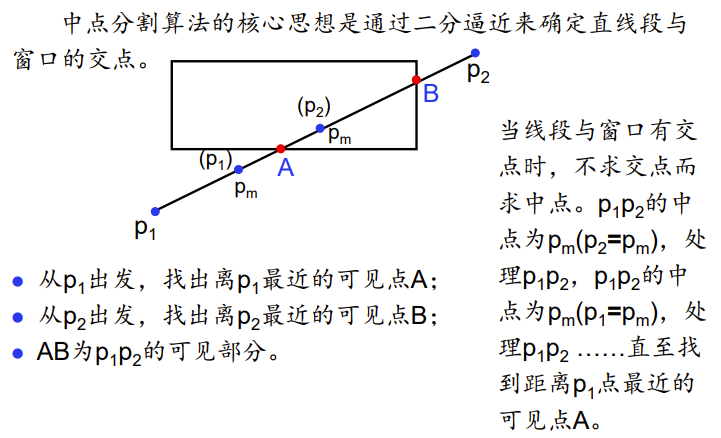 中点分割算法的核心思想是通过二分逼近来确定直线段与
窗口的交点。
p₂
B
(p₂)
pₘ
(p₁)
A
pₘ
p₁
从p₁出发，找出离p₁最近的可见点A；
从p₂出发，找出离p₂最近的可见点B；
AB为p₁p₂的可见部分。
当线段与窗口有交
点时，不求交点而
求中点。p₁p₂的中
点为pₘ(p₂=pₘ)，处
理p₁p₂，p₁p₂的中
点为pₘ(p₁=pₘ)，处
理p₁p₂ ……直至找
到距离p₁点最近的
可见点A。